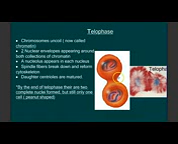 Telophase
Chromosomes uncoil ( now called
chromatin)
2 Nuclear envelopes appearing around
both collections of chromatin
A nucleolus appears in each nucleus
Spindle fibers break down and reform
cytoskeleton
Daughter centrioles are matured.
*By the end of telophase then are two
complete nuclei formed, but still only one
cell ( peanut shaped)
Telophase